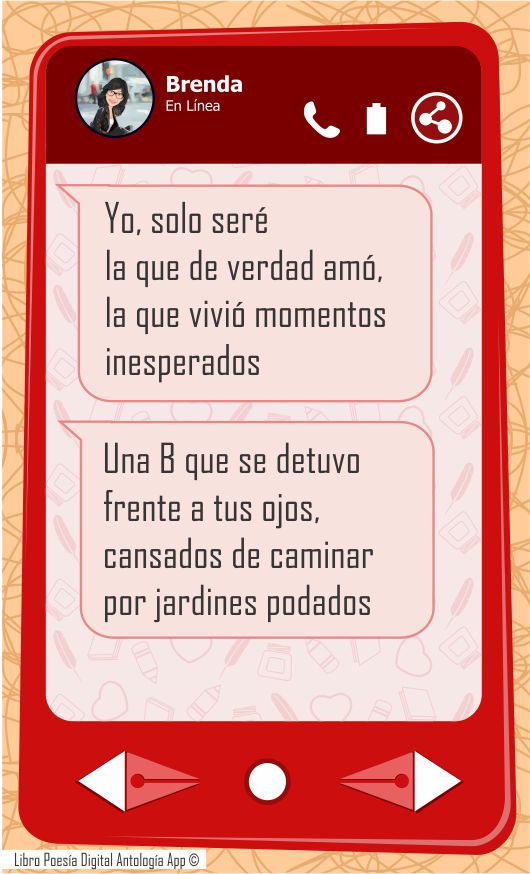 Brenda
En Línea
Yo, solo seré
la que de verdad amó,
la que vivió momentos
inesperados
Una B que se detuvo
frente a tus ojos,
cansados de caminar
por jardines podados
Libro Poesía Digital Antología App ©